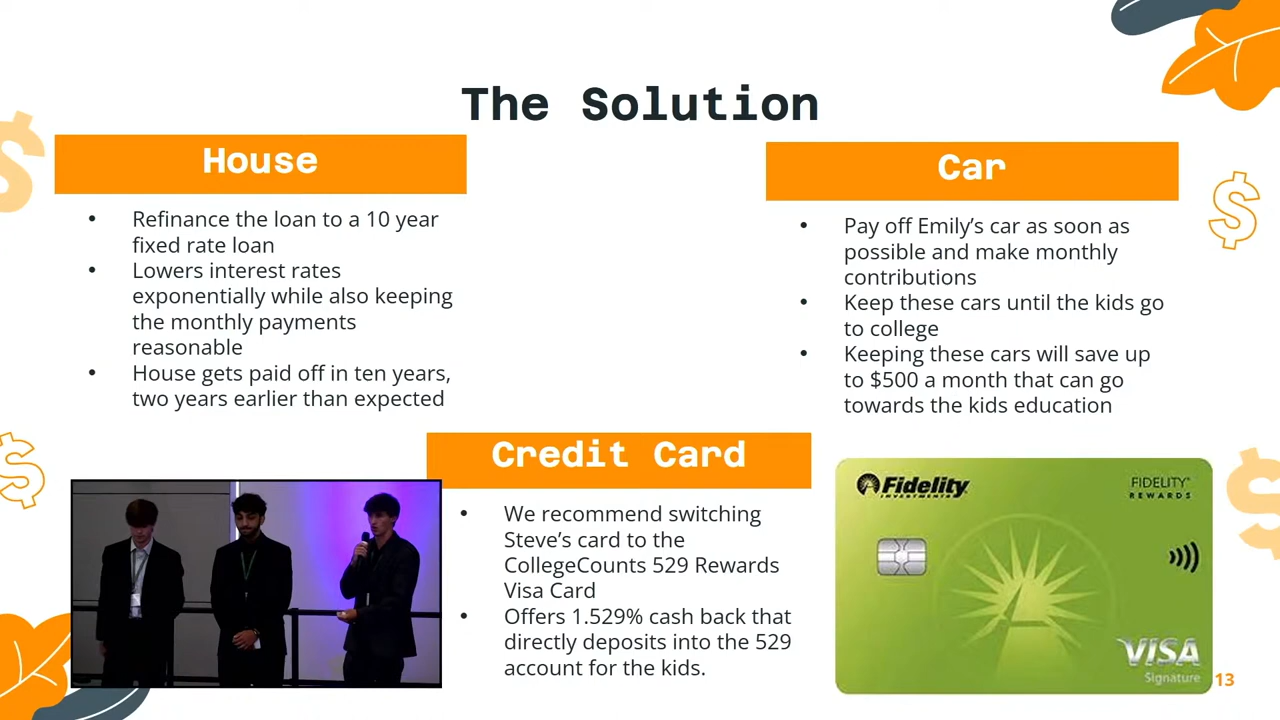 The Solution
House
Refinance the loan to a 10 year
fixed rate loan
Lowers interest rates
exponentially while also keeping
the monthly payments
reasonable
House gets paid off in ten years,
two years earlier than expected
Car
Pay off Emily’s car as soon as
possible and make monthly
contributions
Keep these cars until the kids go
to college
Keeping these cars will save up
to $500 a month that can go
towards the kids education
Credit Card
We recommend switching
Steve’s card to the
CollegeCounts 529 Rewards
Visa Card
Offers 1.529% cash back that
directly deposits into the 529
account for the kids.
Fidelity
INVESTMENTS
FIDELITY
REWARDS
VISA
Signature
13